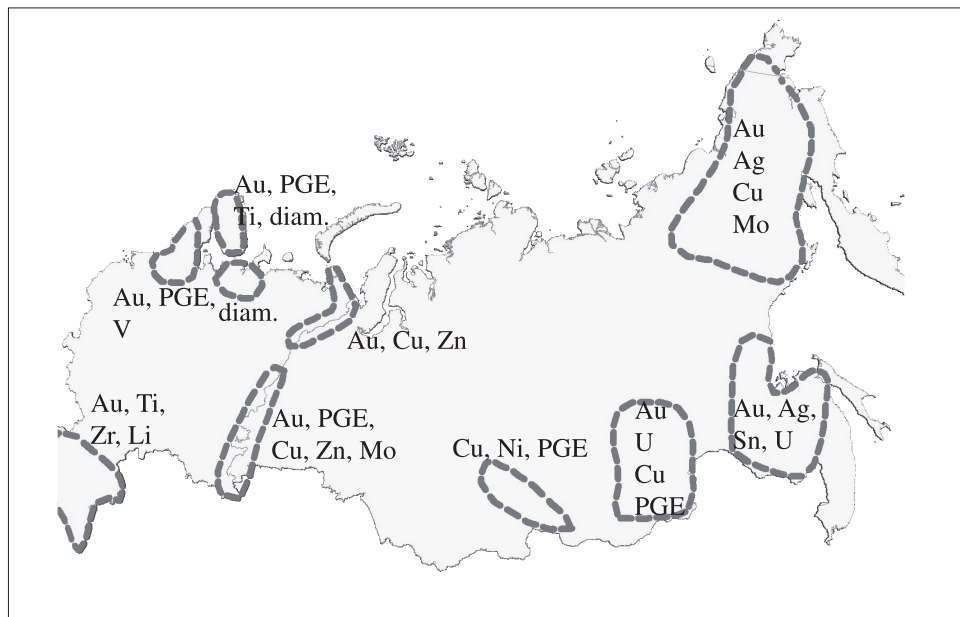 Au
Ag
Cu
Mo
Au, PGE,
Ti, diam.
Au, PGE,
V
diam.
Au, Cu, Zn
Au, Ti,
Zr, Li
Au, PGE,
Cu, Zn, Mo
Cu, Ni, PGE
Au
U
Cu
PGE
Au, Ag,
Sn, U